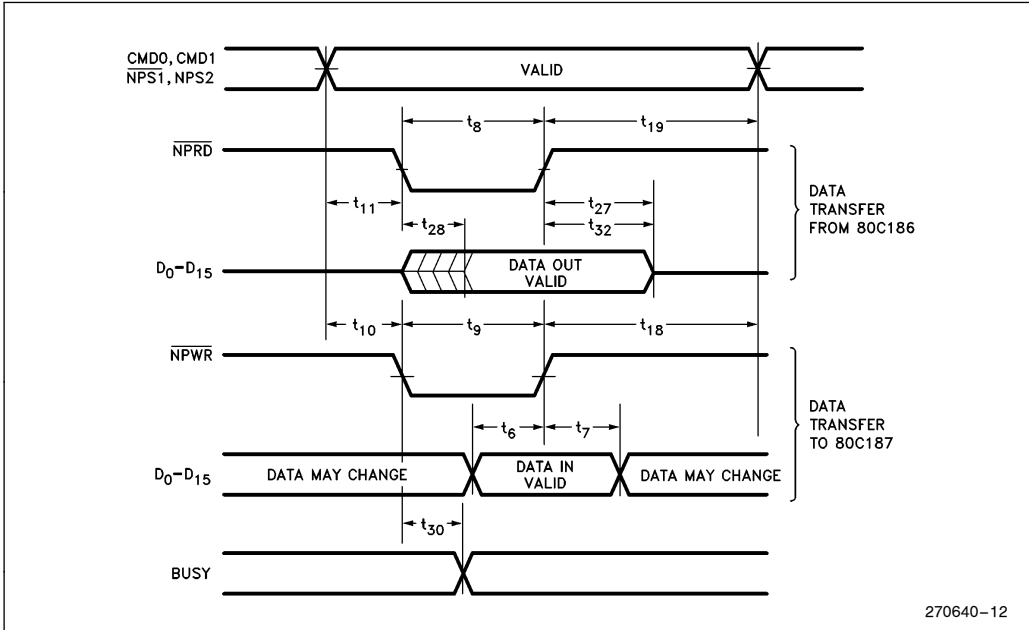 CMD0, CMD1
NPS1, NPS2
VALID
t8
t19
NPRD
t11
t28
t27
t32
DATA
TRANSFER
FROM 80C186
D0–D15
DATA OUT
VALID
t10
t9
t18
NPWR
t6
t7
DATA
TRANSFER
TO 80C187
D0–D15
DATA MAY CHANGE
DATA IN
VALID
DATA MAY CHANGE
t30
BUSY
270640–12